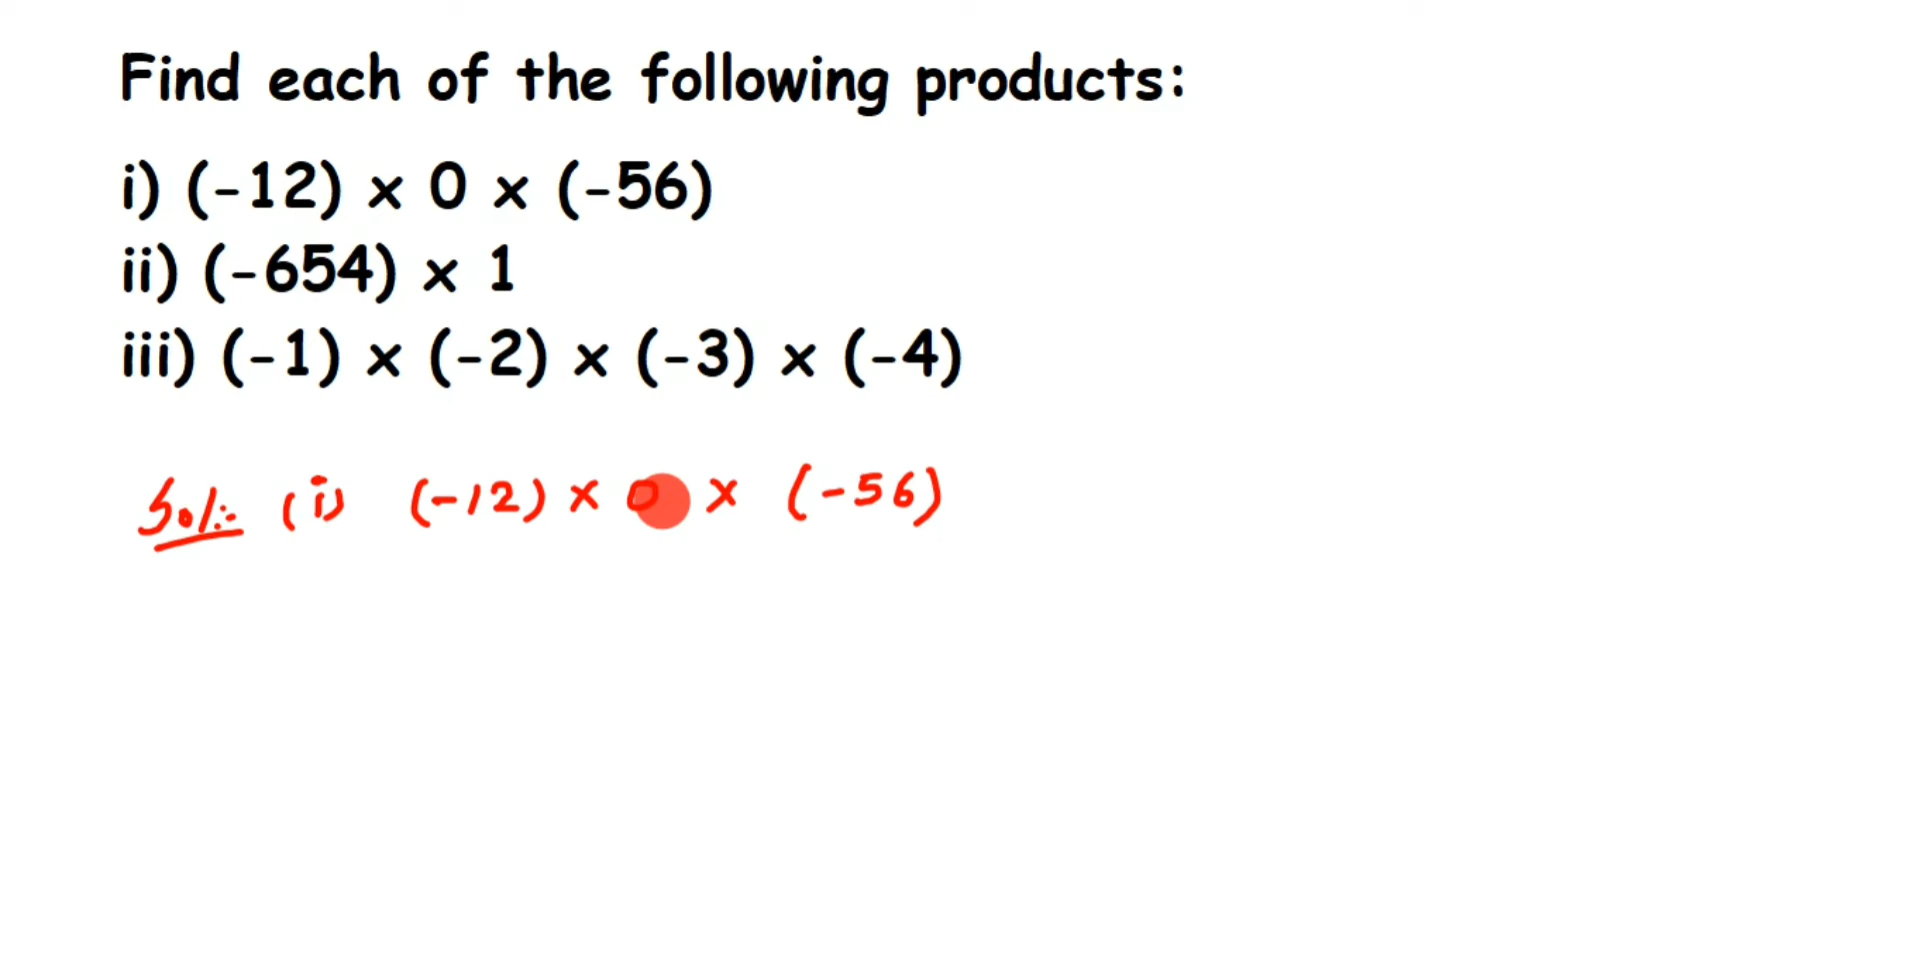 Find each of the following products:
i) (-12) x 0 x (-56)
ii) (-654) x 1
iii) (-1) x (-2) x (-3) x (-4)
Sol:- (i) (-12) x 0 x (-56)